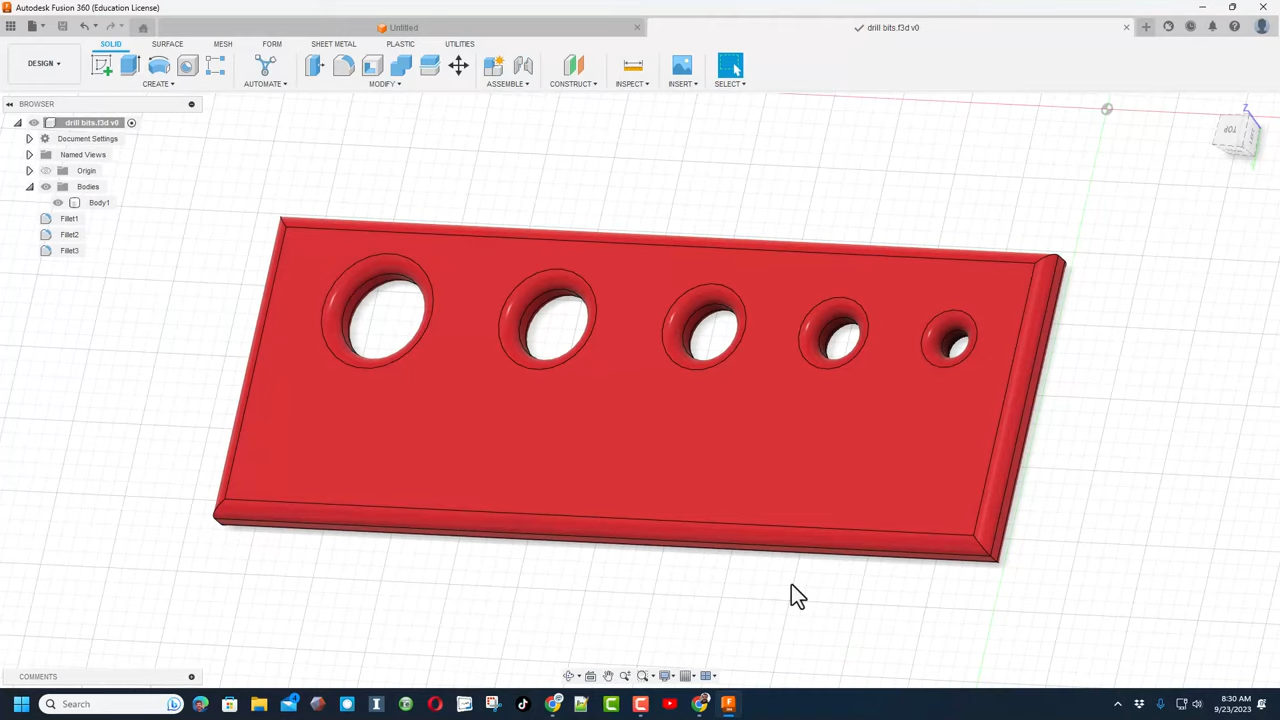 Autodesk Fusion 360 (Education License)
Untitled
drill bits.f3d v0
SOLID SURFACE MESH FORM SHEET METAL PLASTIC UTILITIES
DESIGN
CREATE AUTOMATE MODIFY ASSEMBLE CONSTRUCT INSPECT INSERT SELECT
BROWSER
drill bits.f3d v0
Document Settings
Named Views
Origin
Bodies
Body1
Fillet1
Fillet2
Fillet3
Z
TOP
COMMENTS
Search
8:30 AM
9/23/2023